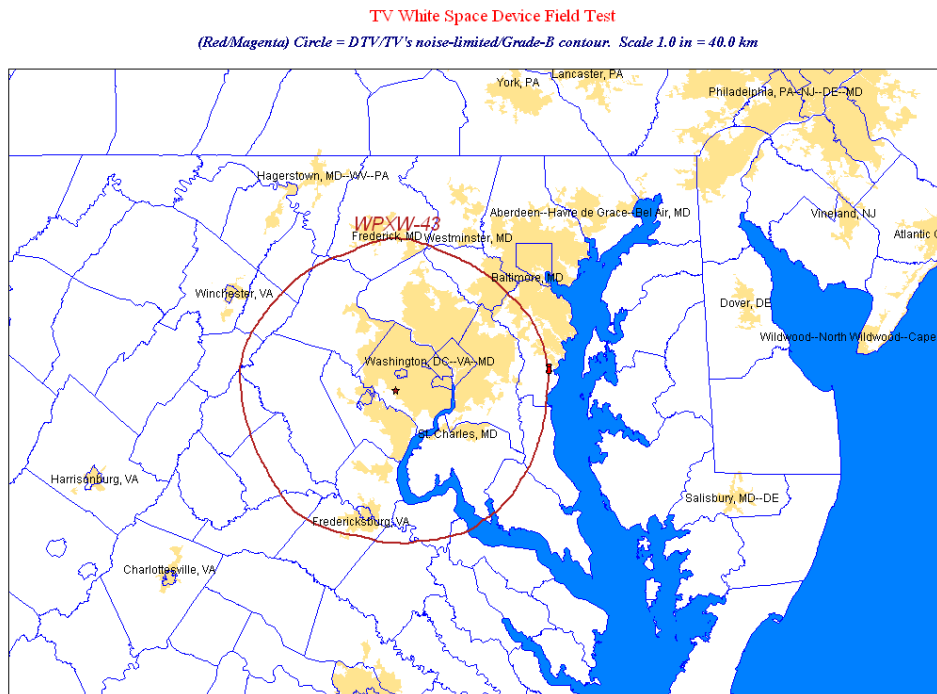 TV White Space Device Field Test
(Red/Magenta) Circle = DTV/TV's noise-limited/Grade-B contour. Scale 1.0 in = 40.0 km
Lancaster, PA
York, PA
Philadelphia, PA--NJ--DE--MD
Hagerstown, MD--WV--PA
Aberdeen--Havre de Grace--Bel Air, MD
Vineland, NJ
WPXW-43
Frederick, MD
Westminster, MD
Atlantic C
Baltimore, MD
Winchester, VA
Dover, DE
Wildwood--North Wildwood--Cape
Washington, DC--VA--MD
St. Charles, MD
Harrisonburg, VA
Salisbury, MD--DE
Fredericksburg, VA
Charlottesville, VA